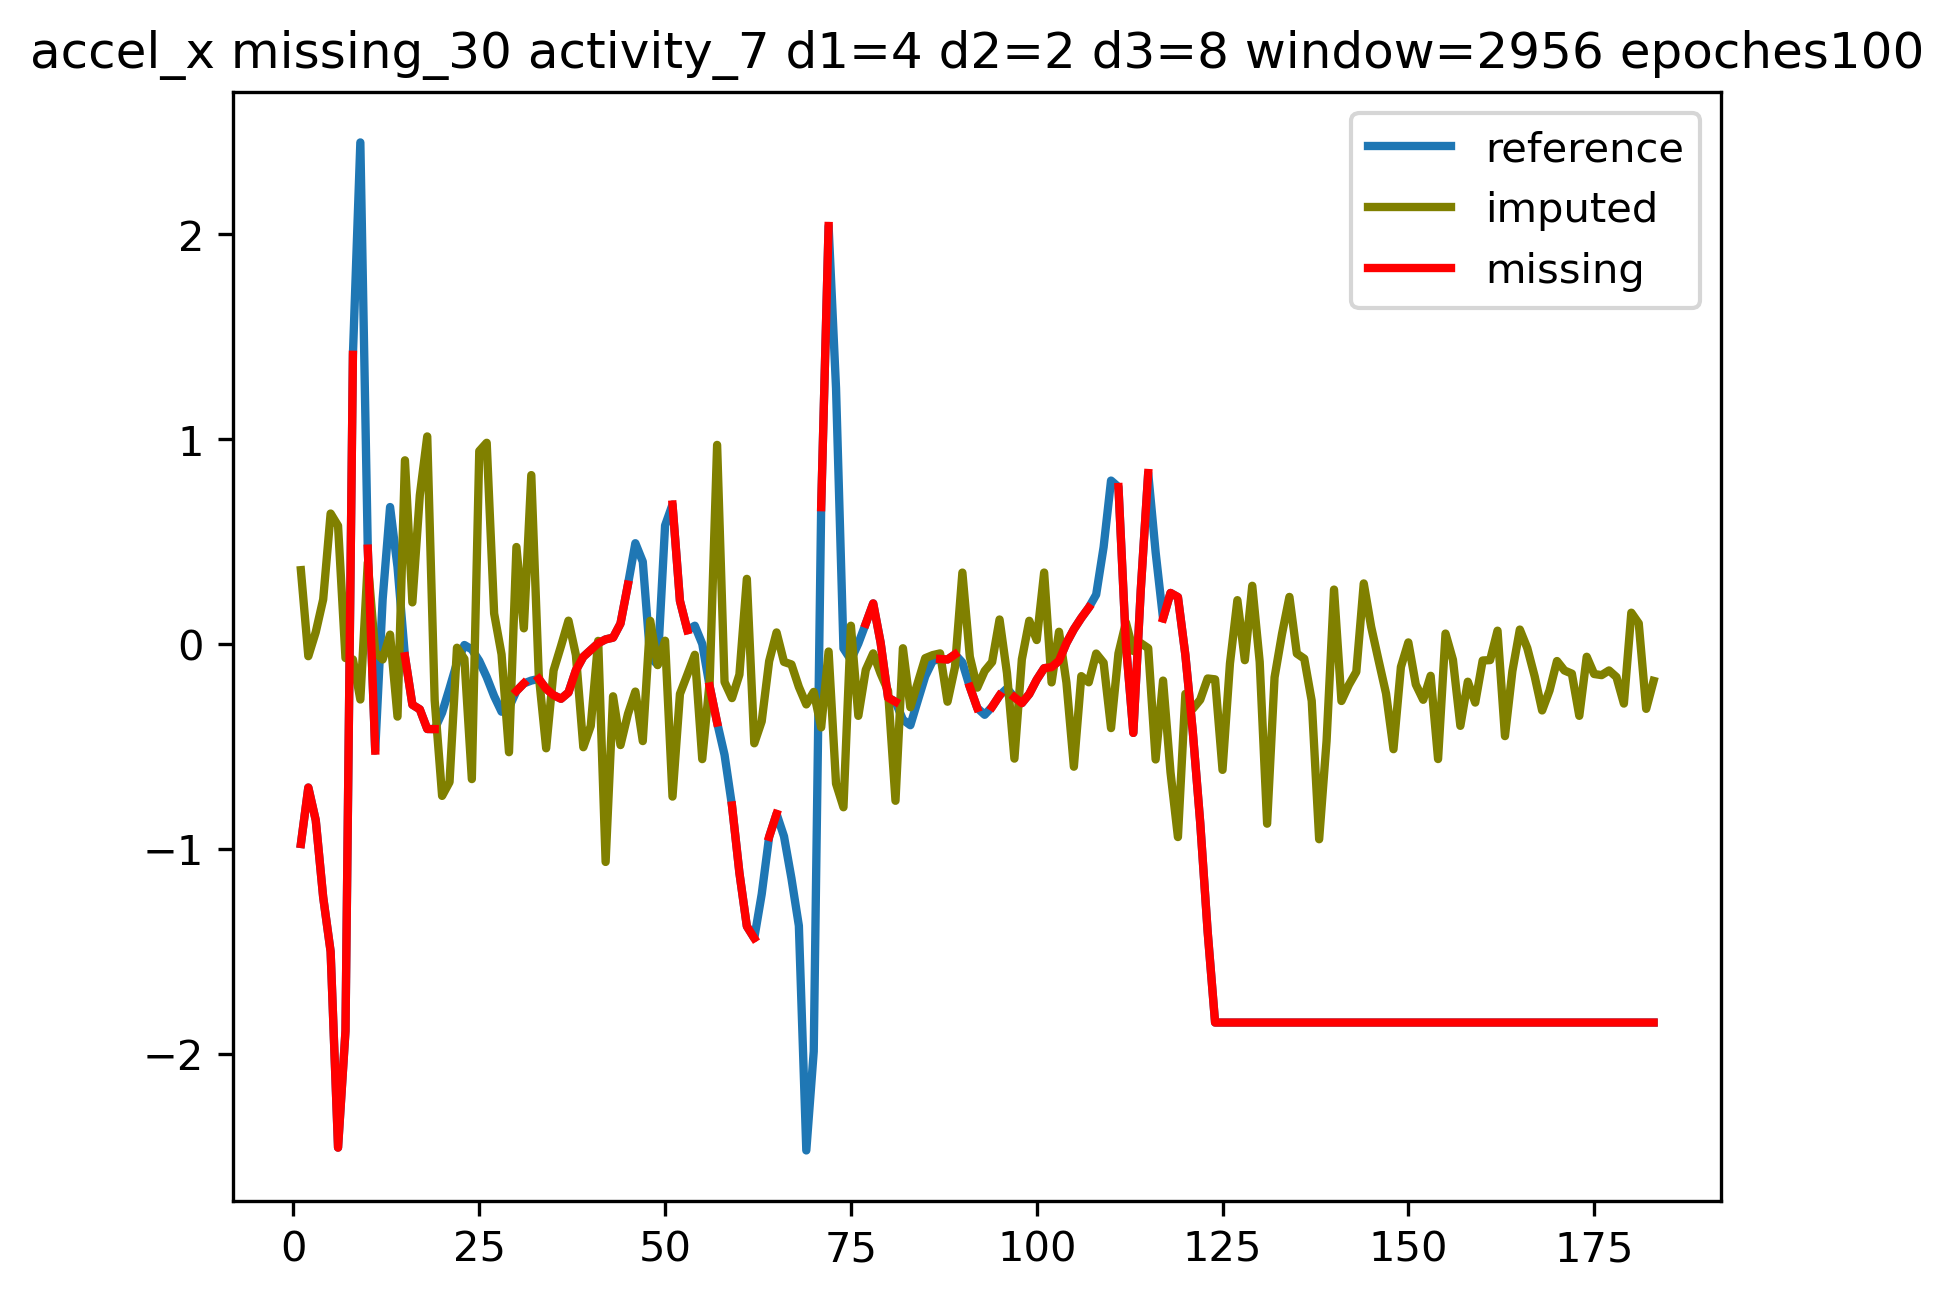 accel_x missing_30 activity_7 d1=4 d2=2 d3=8 window=2956 epoches100
reference
imputed
missing
2
1
0
−1
−2
0 25 50 75 100 125 150 175